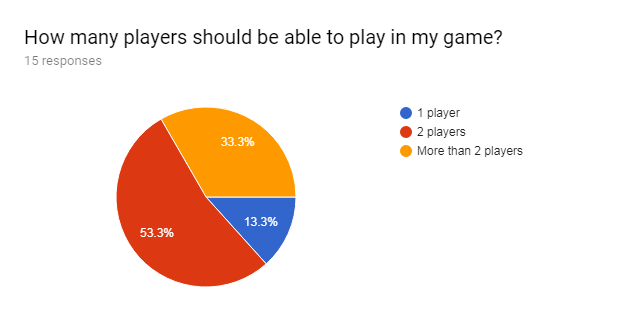 How many players should be able to play in my game?
15 responses
1 player
2 players
More than 2 players
33.3%
13.3%
53.3%